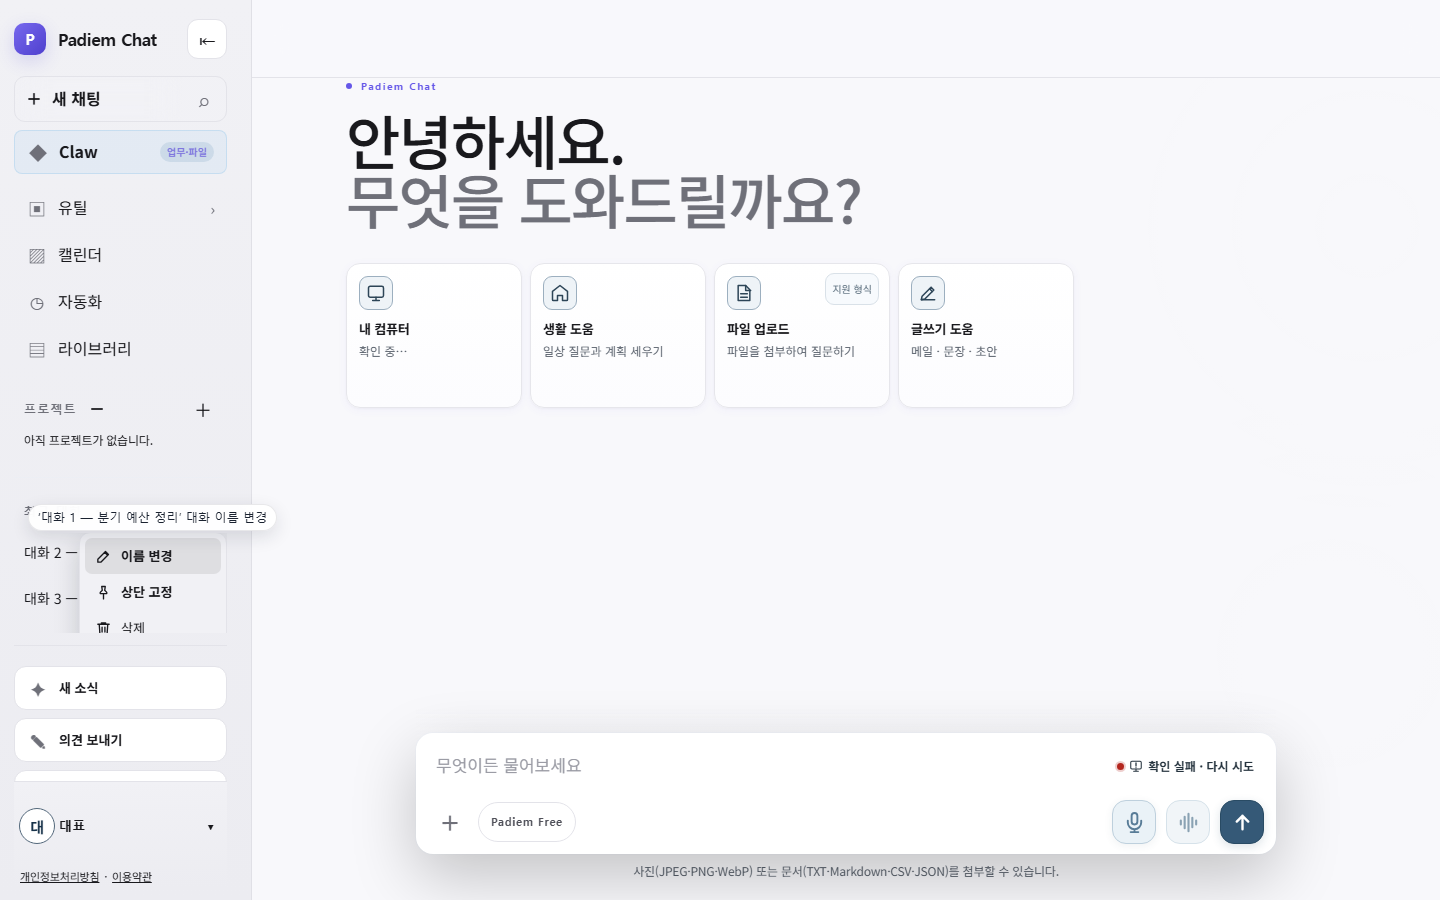 P Padiem Chat
+ 새 채팅
Claw 업무·파일
유틸
캘린더
자동화
라이브러리
프로젝트
아직 프로젝트가 없습니다.
'대화 1 — 분기 예산 정리' 대화 이름 변경
대화 2 —
이름 변경
상단 고정
대화 3 —
삭제
새 소식
의견 보내기
대 대표
개인정보처리방침 · 이용약관
Padiem Chat
안녕하세요.
무엇을 도와드릴까요?
내 컴퓨터
확인 중…
생활 도움
일상 질문과 계획 세우기
지원 형식
파일 업로드
파일을 첨부하여 질문하기
글쓰기 도움
메일 · 문장 · 초안
무엇이든 물어보세요
확인 실패 · 다시 시도
Padiem Free
사진(JPEG·PNG·WebP) 또는 문서(TXT·Markdown·CSV·JSON)를 첨부할 수 있습니다.